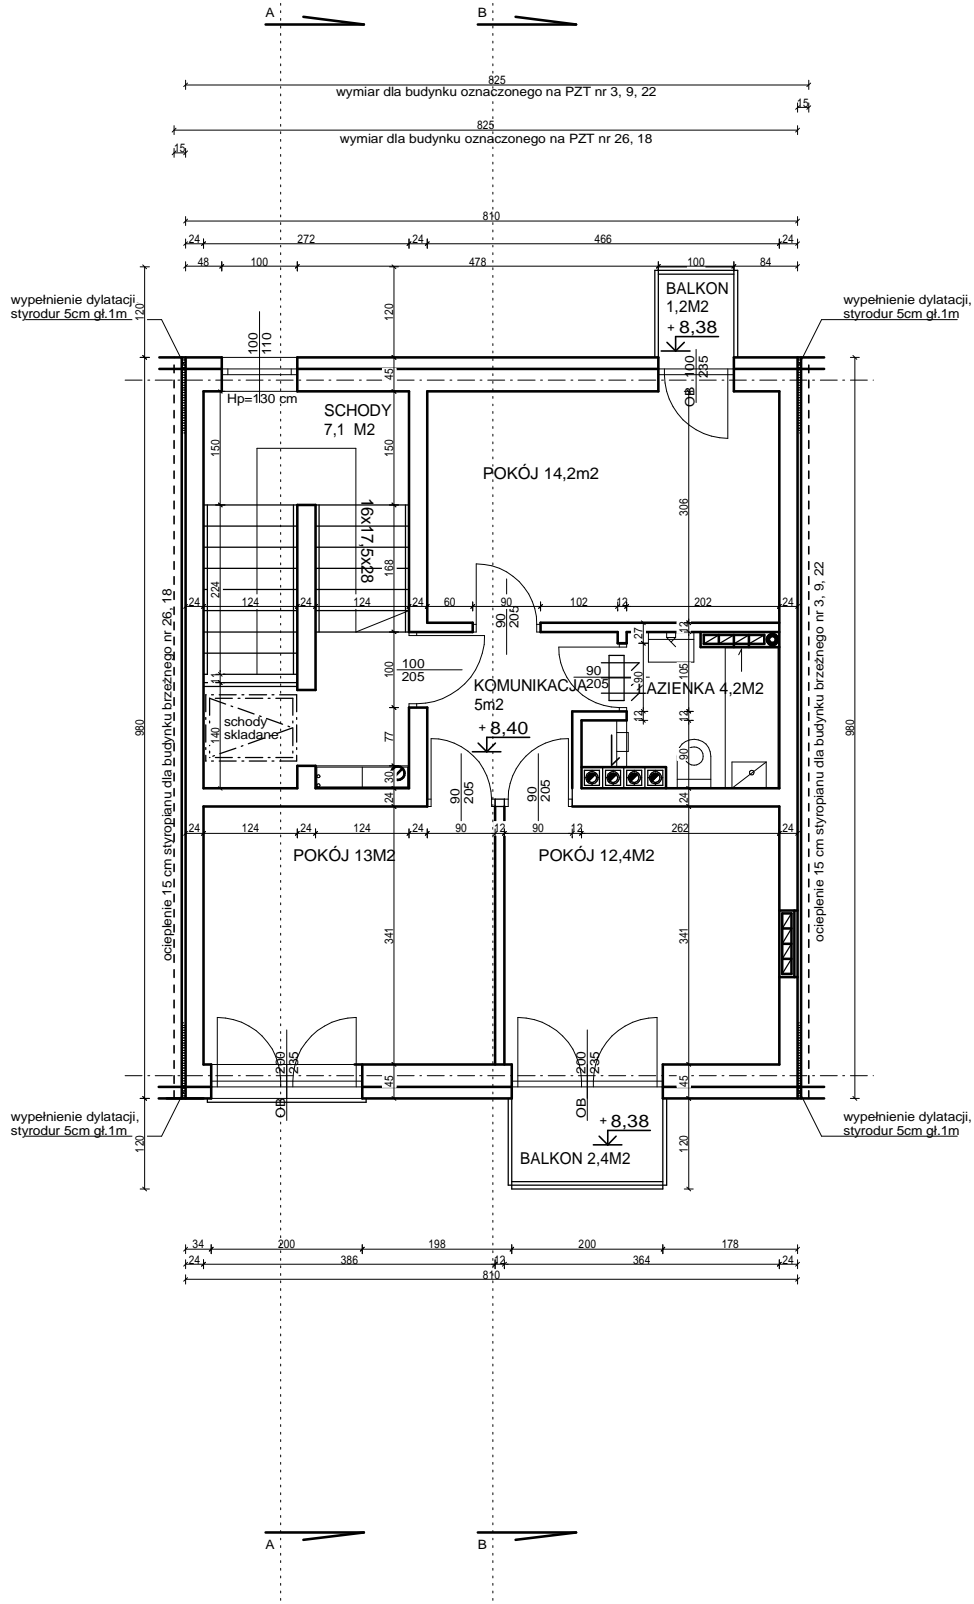 A
B
825
wymiar dla budynku oznaczonego na PZT nr 3, 9, 22
15
825
wymiar dla budynku oznaczonego na PZT nr 26, 18
15
810
24
272
24
466
24
48
100
478
100
84
wypełnienie dylatacji,
styrodur 5cm gł.1m
120
120
BALKON
1,2M2
+ 8,38
wypełnienie dylatacji,
styrodur 5cm gł.1m
100
110
45
OB
100
235
Hp=130 cm
SCHODY
7,1 M2
150
150
POKÓJ 14,2m2
306
16x17,5x28
168
224
24
124
24
124
24
60
90
102
12
202
24
90
205
27
12
100
205
100
KOMUNIKACJA
5m2
90
205
90
105
ŁAZIENKA 4,2M2
11
12
12
+ 8,40
schody
składane
140
77
30
90
90
205
90
205
24
24
980
980
ocieplenie 15 cm styropianu dla budynku brzeżnego nr 26, 18
ocieplenie 15 cm styropianu dla budynku brzeżnego nr 3, 9, 22
24
124
24
124
24
90
12
90
12
262
24
POKÓJ 13M2
POKÓJ 12,4M2
341
341
OB
200
235
45
OB
200
235
45
wypełnienie dylatacji,
styrodur 5cm gł.1m
120
+ 8,38
BALKON 2,4M2
120
wypełnienie dylatacji,
styrodur 5cm gł.1m
34
200
198
200
178
24
386
12
364
24
810
A
B